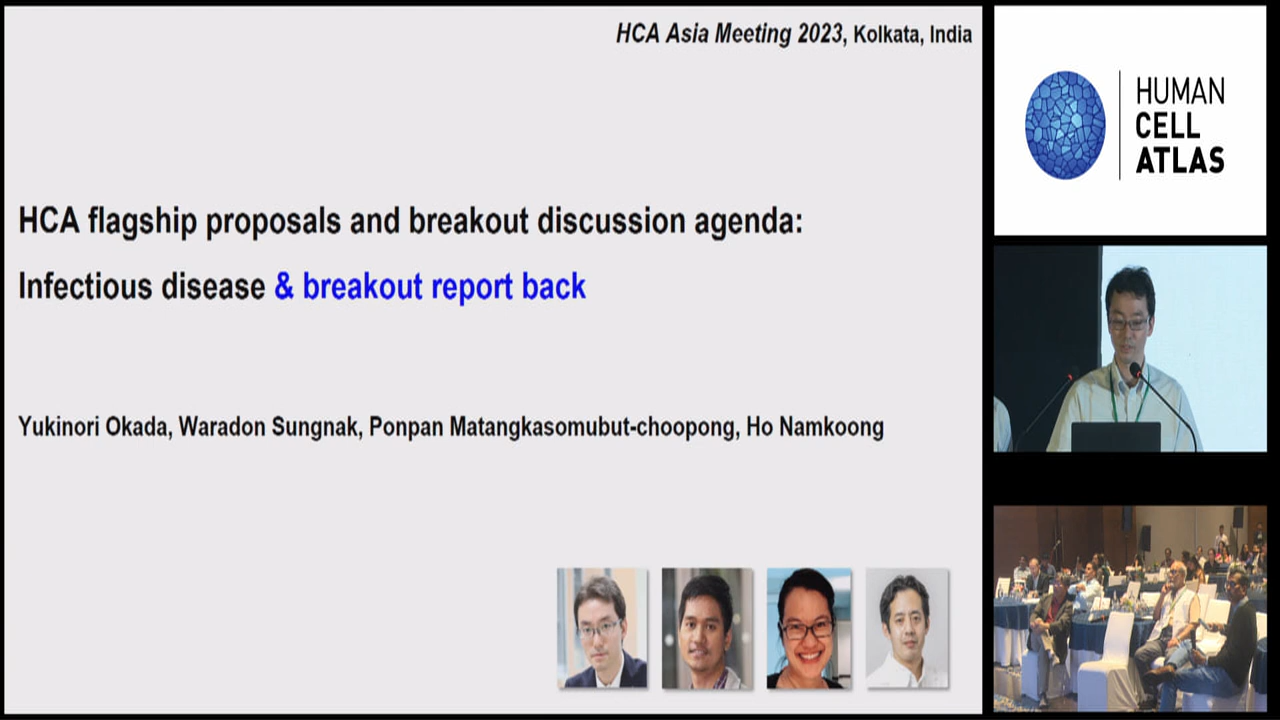 HCA Asia Meeting 2023, Kolkata, India
HCA flagship proposals and breakout discussion agenda:
Infectious disease & breakout report back
Yukinori Okada, Waradon Sungnak, Ponpan Matangkasomubut-choopong, Ho Namkoong
HUMAN
CELL
ATLAS